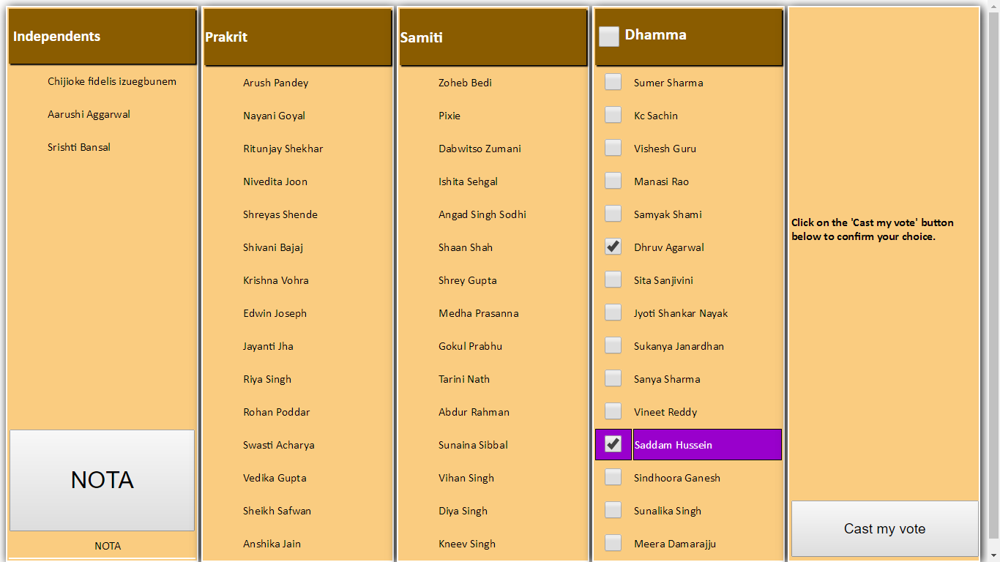 Independents
Chijioke fidelis izuegbunem
Aarushi Aggarwal
Srishti Bansal
NOTA
NOTA
Prakrit
Arush Pandey
Nayani Goyal
Ritunjay Shekhar
Nivedita Joon
Shreyas Shende
Shivani Bajaj
Krishna Vohra
Edwin Joseph
Jayanti Jha
Riya Singh
Rohan Poddar
Swasti Acharya
Vedika Gupta
Sheikh Safwan
Anshika Jain
Samiti
Zoheb Bedi
Pixie
Dabwitso Zumani
Ishita Sehgal
Angad Singh Sodhi
Shaan Shah
Shrey Gupta
Medha Prasanna
Gokul Prabhu
Tarini Nath
Abdur Rahman
Sunaina Sibbal
Vihan Singh
Diya Singh
Kneev Singh
Dhamma
Sumer Sharma
Kc Sachin
Vishesh Guru
Manasi Rao
Samyak Shami
Dhruv Agarwal
Sita Sanjivini
Jyoti Shankar Nayak
Sukanya Janardhan
Sanya Sharma
Vineet Reddy
Saddam Hussein
Sindhoora Ganesh
Sunalika Singh
Meera Damarajju
Click on the 'Cast my vote' button
below to confirm your choice.
Cast my vote